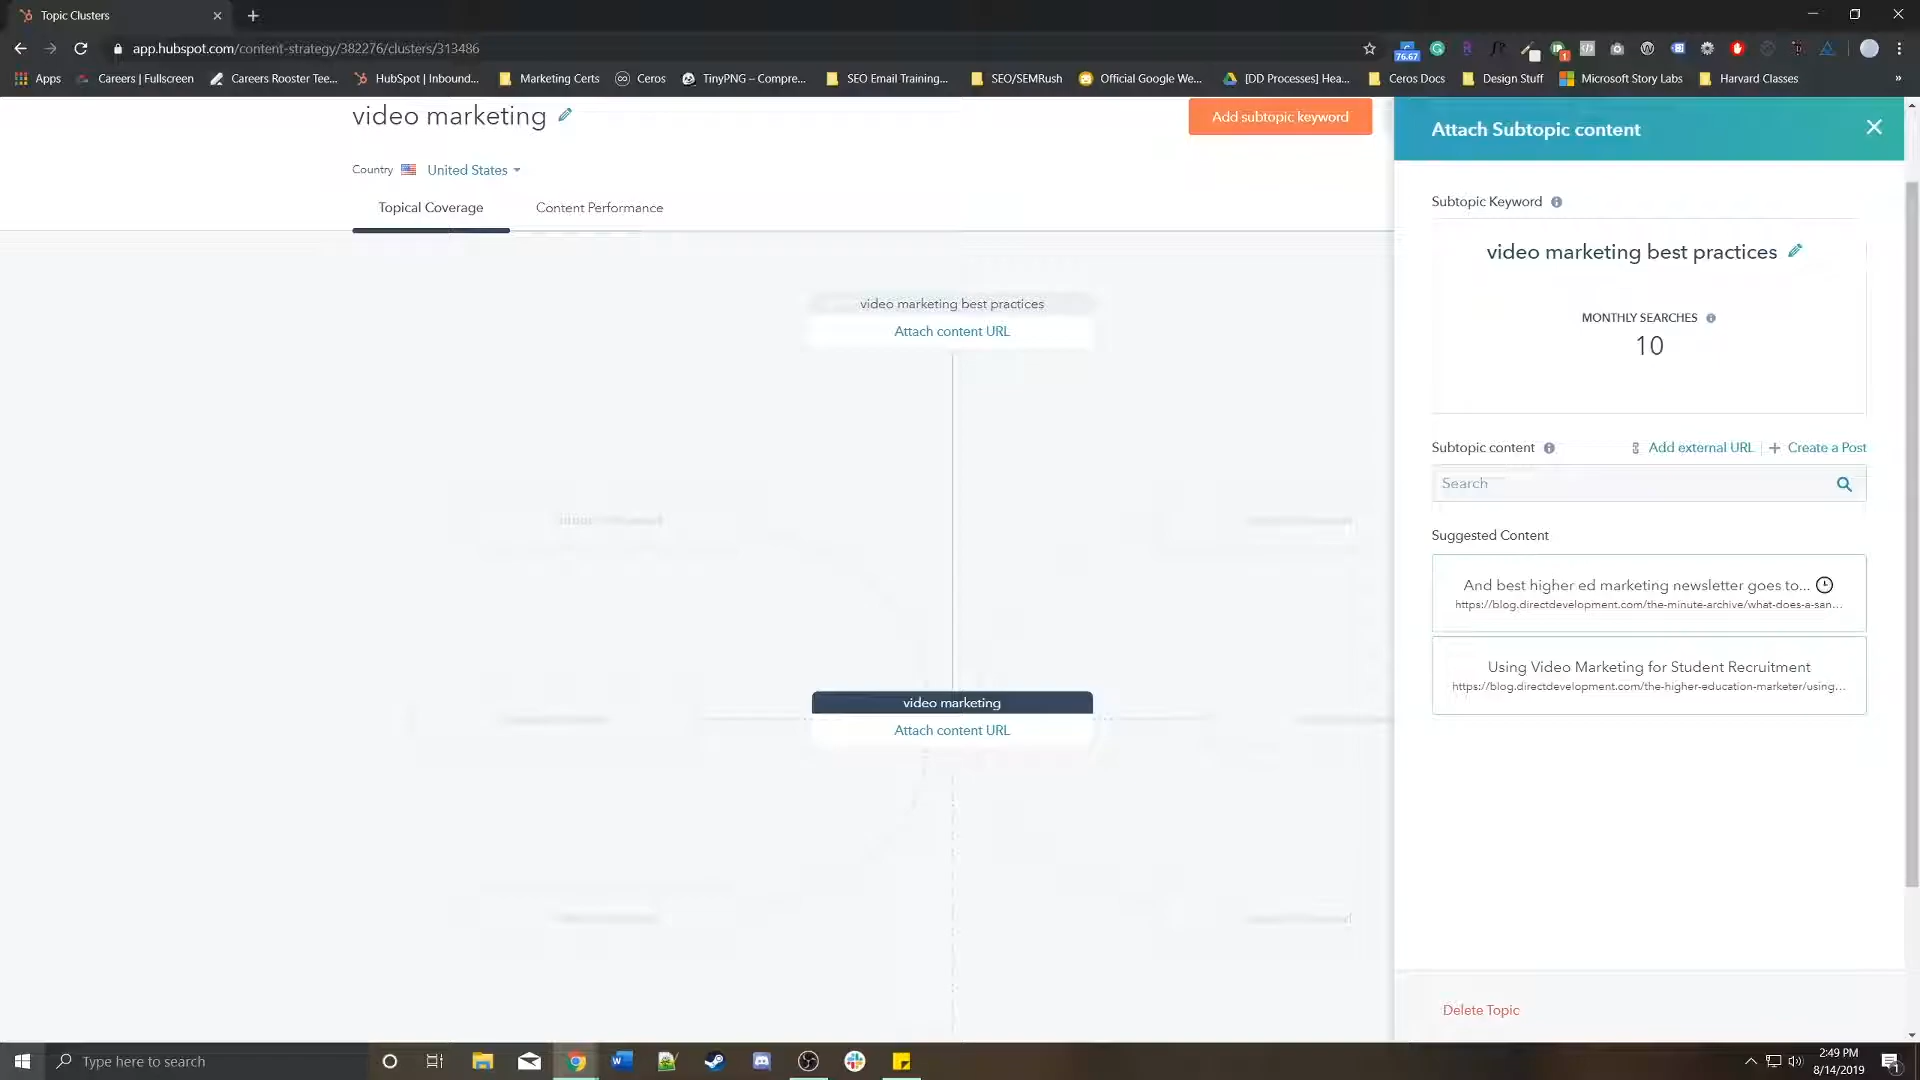 Topic Clusters
app.hubspot.com/content-strategy/382276/clusters/313486
76.67
1
Apps
Careers | Fullscreen
Careers Rooster Tee...
HubSpot | Inbound...
Marketing Certs
Ceros
TinyPNG – Compre...
SEO Email Training...
SEO/SEMRush
Official Google We...
[DD Processes] Hea...
Ceros Docs
Design Stuff
Microsoft Story Labs
Harvard Classes
»
video marketing
Add subtopic keyword
Country
United States
Topical Coverage
Content Performance
video marketing best practices
Attach content URL
video marketing
Attach content URL
Attach Subtopic content
Subtopic Keyword
video marketing best practices
MONTHLY SEARCHES
10
Subtopic content
Add external URL
Create a Post
Search
Suggested Content
And best higher ed marketing newsletter goes to...
https://blog.directdevelopment.com/the-minute-archive/what-does-a-san...
Using Video Marketing for Student Recruitment
https://blog.directdevelopment.com/the-higher-education-marketer/using...
Delete Topic
Type here to search
2:49 PM
8/14/2019
1